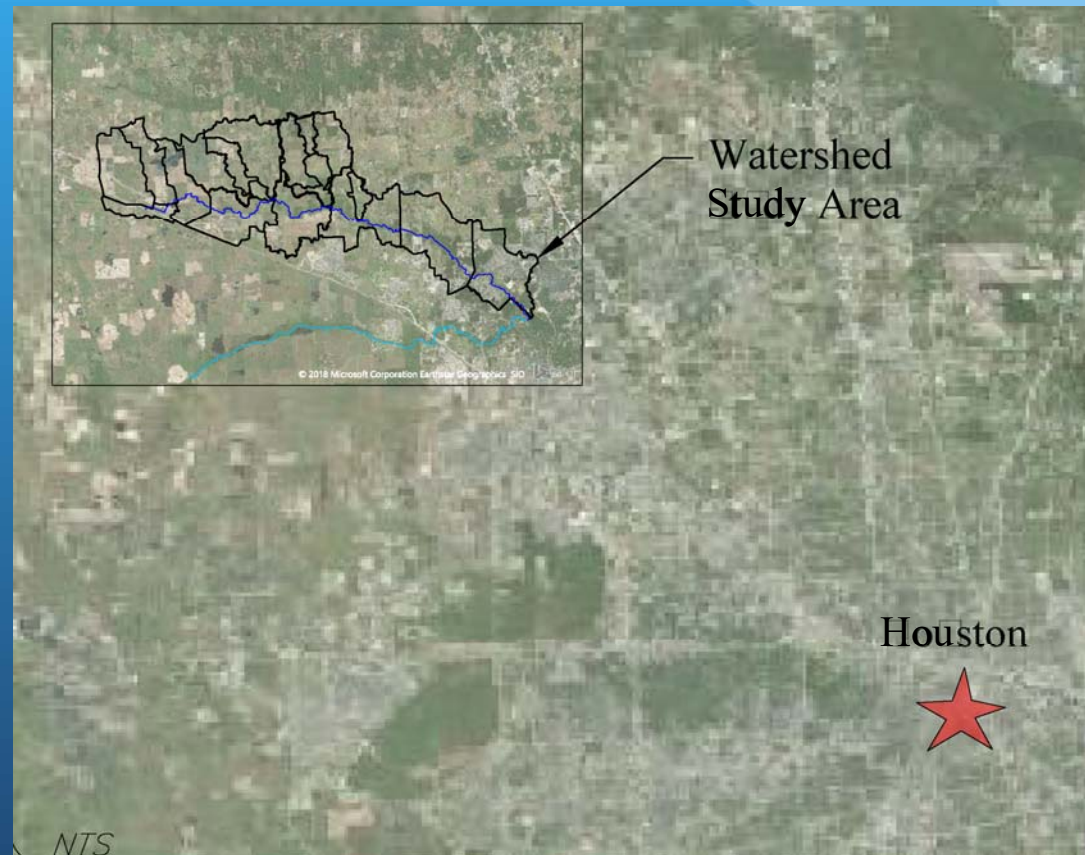 Watershed
Study Area
© 2018 Microsoft Corporation Earthstar Geographics SIO
Houston
NTS